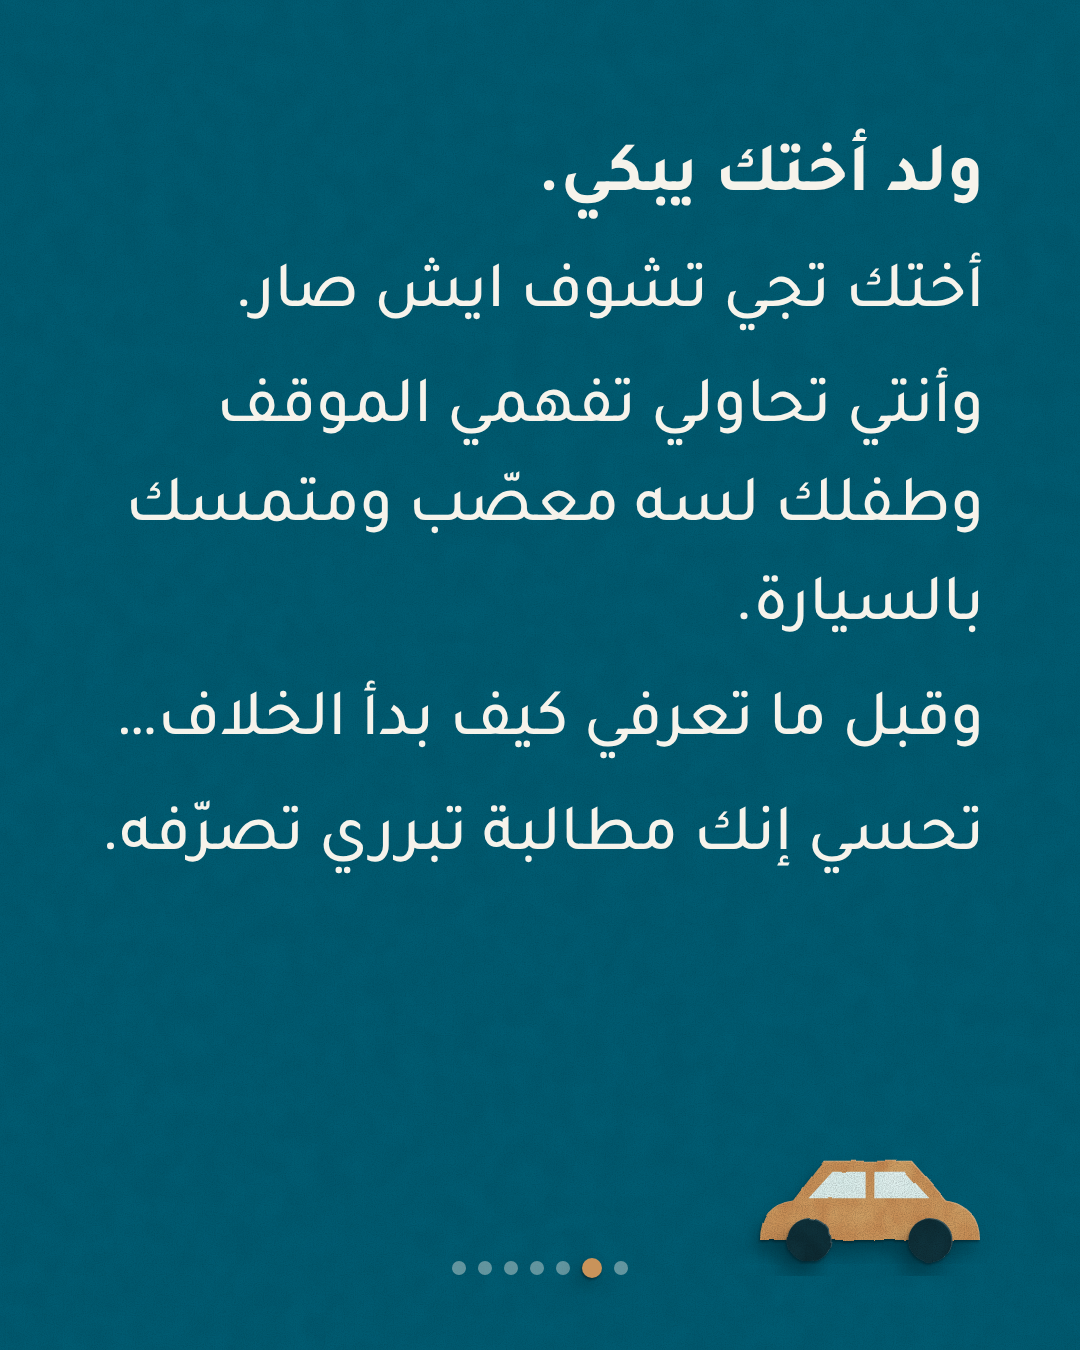 ولد أختك يبكي.
أختك تجي تشوف ايش صار.
وأنتي تحاولي تفهمي الموقف
وطفلك لسه معصّب ومتمسك
بالسيارة.
وقبل ما تعرفي كيف بدأ الخلاف...
تحسي إنك مطالبة تبرري تصرّفه.